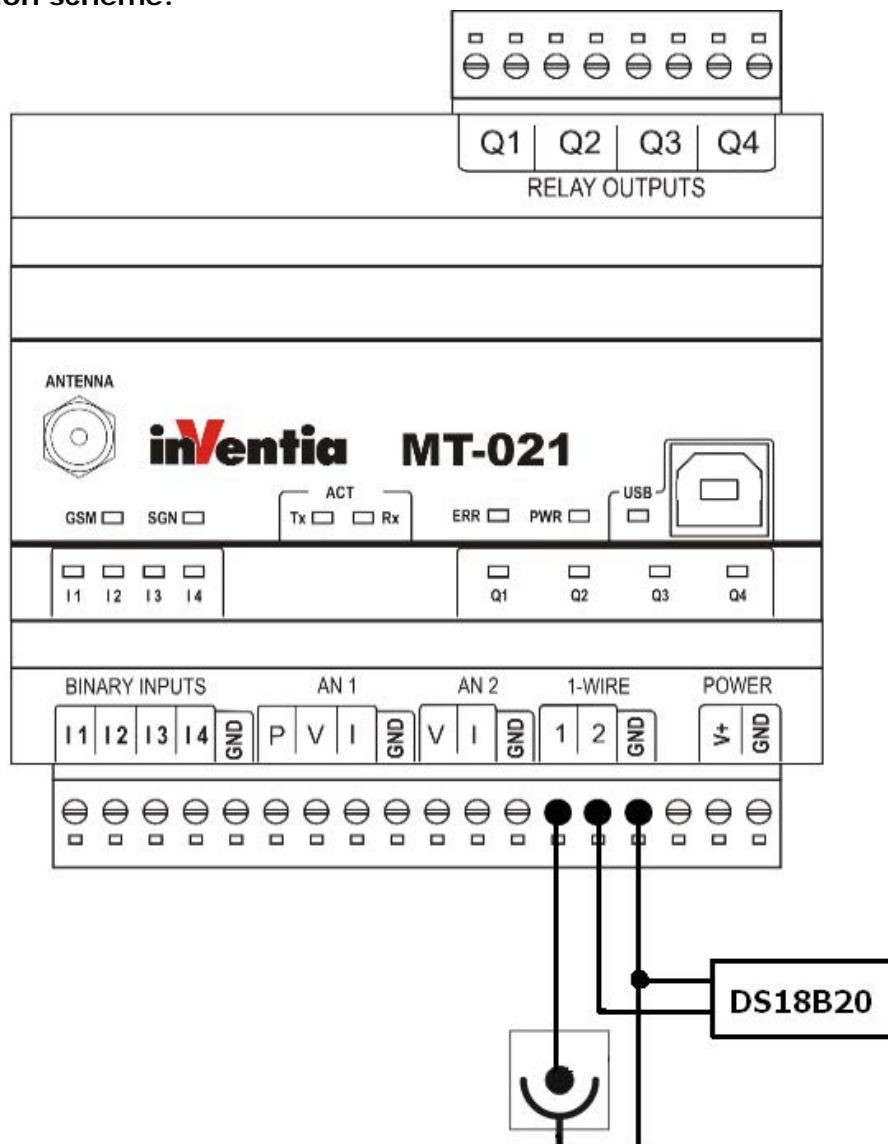 Q1 Q2 Q3 Q4
RELAY OUTPUTS
ANTENNA
inVentia MT-021
ACT
USB
GSM SGN Tx Rx ERR PWR
I1 I2 I3 I4 Q1 Q2 Q3 Q4
BINARY INPUTS AN 1 AN 2 1-WIRE POWER
I1 I2 I3 I4 GND P V I GND V I GND 1 2 GND V+ GND
DS18B20